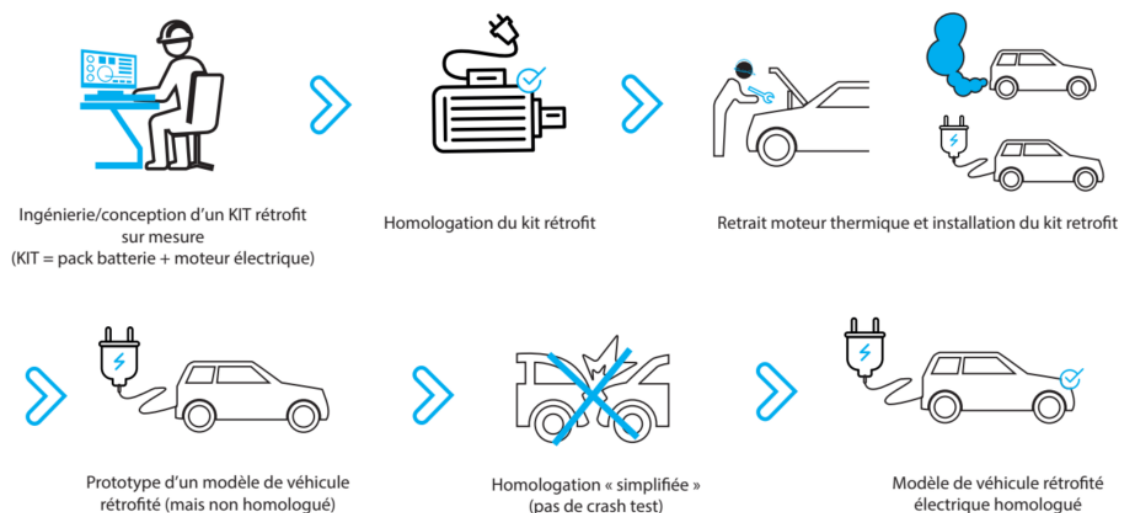 Ingénierie/conception d'un KIT rétrofit
sur mesure
(KIT = pack batterie + moteur électrique)
Homologation du kit rétrofit
Retrait moteur thermique et installation du kit retrofit
Prototype d'un modèle de véhicule
rétrofité (mais non homologué)
Homologation « simplifiée »
(pas de crash test)
Modèle de véhicule rétrofité
électrique homologué